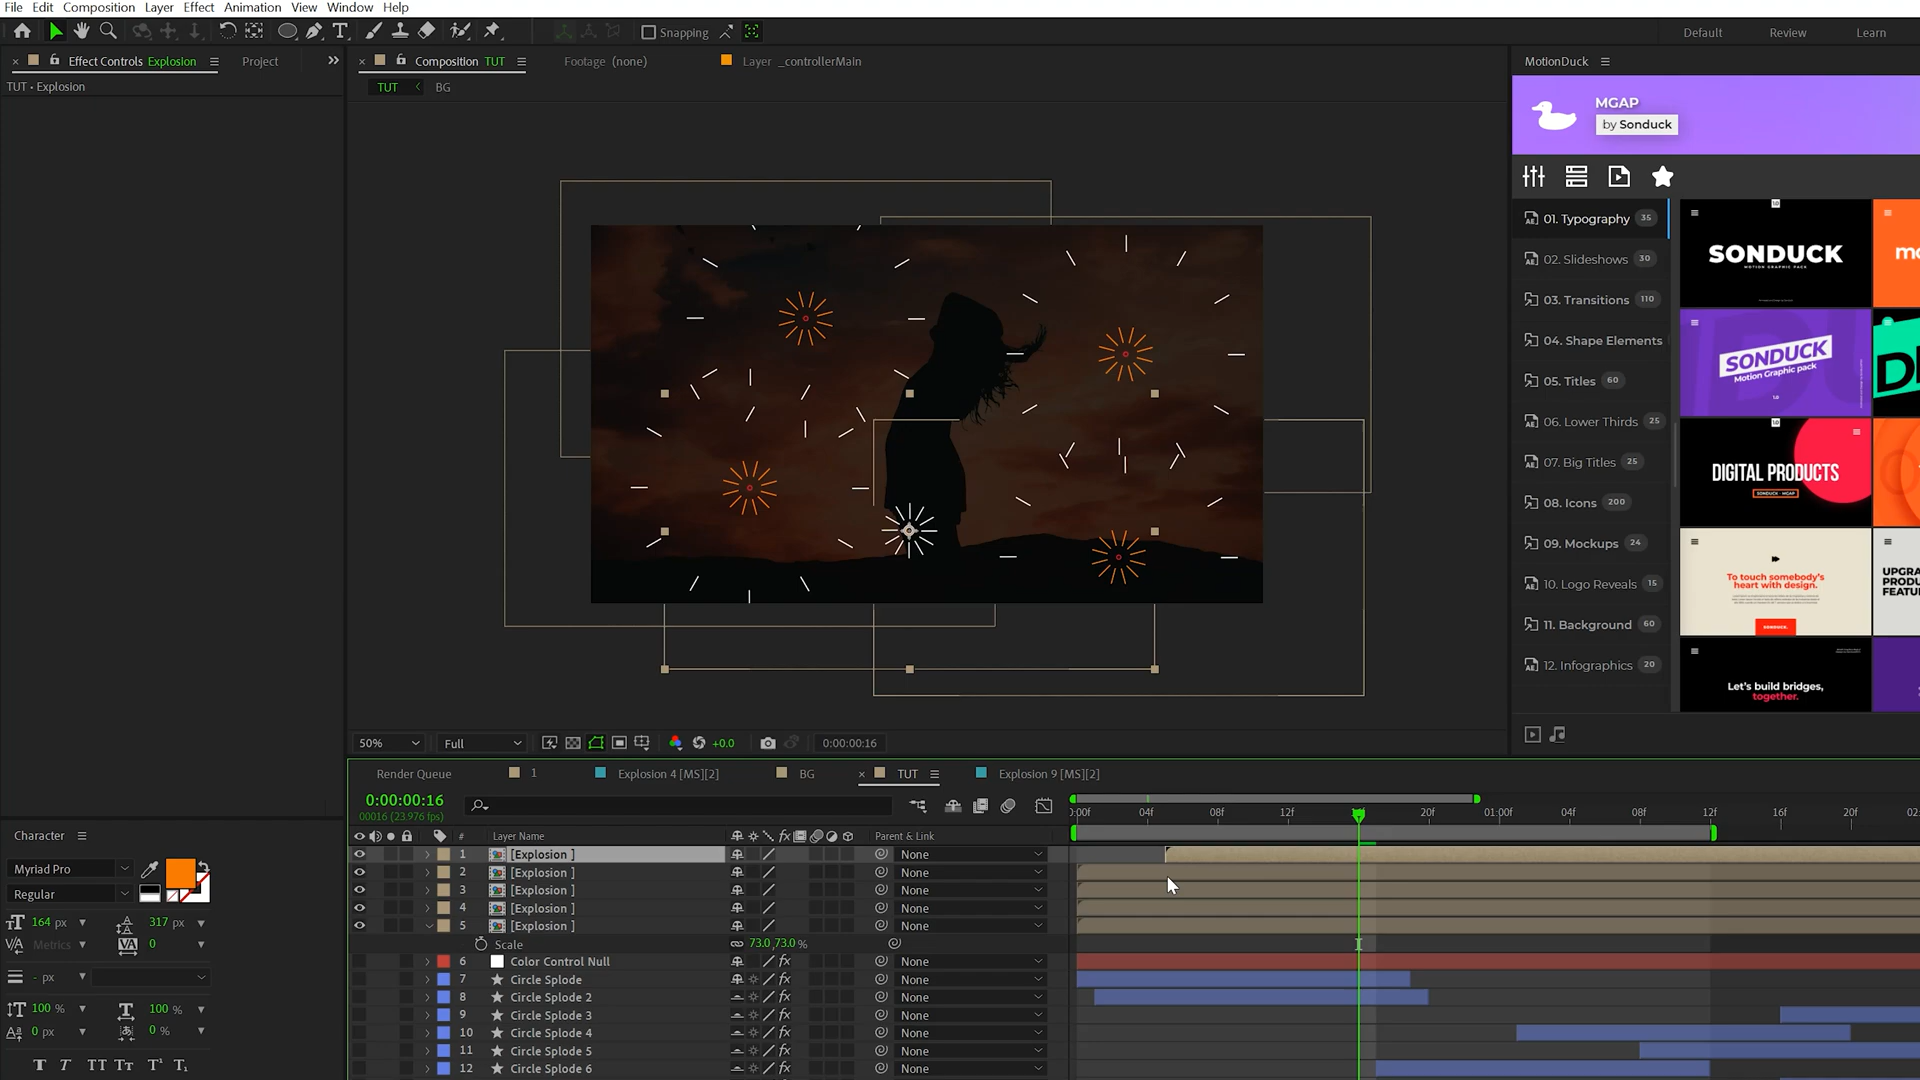 File Edit Composition Layer Effect Animation View Window Help
Snapping
Default Review Learn
Effect Controls Explosion Project
TUT • Explosion
Composition TUT Footage (none) Layer _controllerMain
TUT BG
MotionDuck
MGAP
by Sonduck
01. Typography 35
02. Slideshows 30
03. Transitions 110
04. Shape Elements
05. Titles 60
06. Lower Thirds 25
07. Big Titles 25
08. Icons 200
09. Mockups 24
10. Logo Reveals 15
11. Background 60
12. Infographics 20
SONDUCK
MOTION GRAPHIC PACK
SONDUCK
Motion Graphic pack
DIGITAL PRODUCTS
SONDUCK - MGAP
To touch somebody's
heart with design.
SONDUCK.
UPGRA
PRODU
FEATU
Let's build bridges,
together.
50% Full +0.0 0:00:00:16
Render Queue 1 Explosion 4 [MS][2] BG TUT Explosion 9 [MS][2]
0:00:00:16
00016 (23.976 fps)
0:00f 04f 08f 12f 20f 01:00f 04f 08f 12f 16f 20f 02
# Layer Name Parent & Link
1 [Explosion ] None
2 [Explosion ] None
3 [Explosion ] None
4 [Explosion ] None
5 [Explosion ] None
Scale 73.0,73.0 %
6 Color Control Null None
7 Circle Splode None
8 Circle Splode 2 None
9 Circle Splode 3 None
10 Circle Splode 4 None
11 Circle Splode 5 None
12 Circle Splode 6 None
Character
Myriad Pro
Regular
164 px 317 px
Metrics 0
- px
100 % 100 %
0 px 0 %